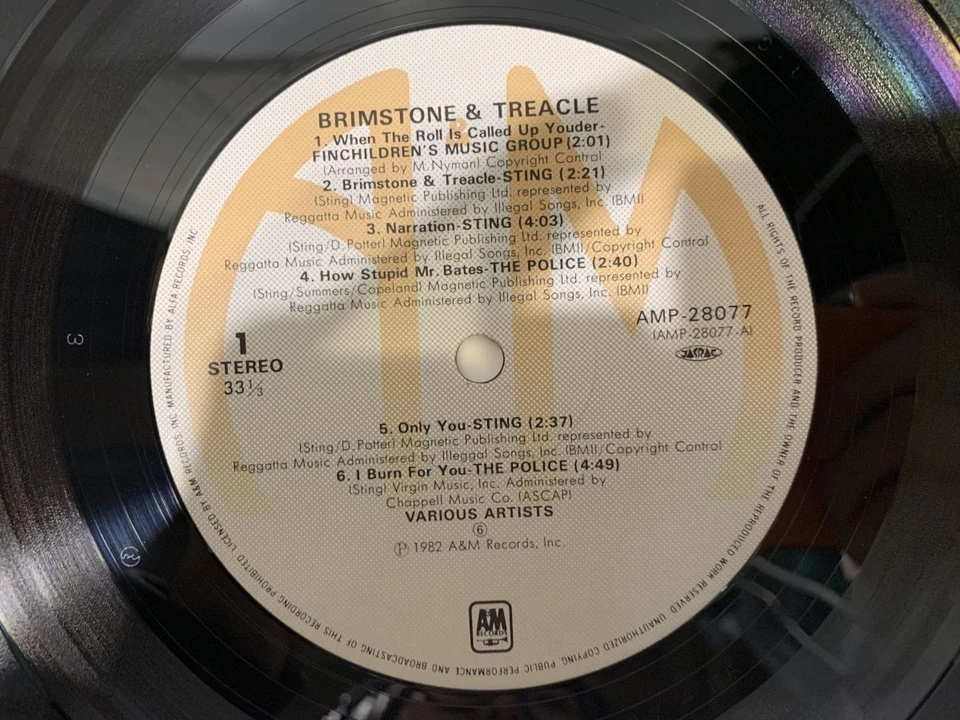 BRIMSTONE & TREACLE
1. When The Roll Is Called Up Youder-
FINCHILDREN'S MUSIC GROUP (2:01)
(Arranged by M. Nyman) Copyright Control
2. Brimstone & Treacle-STING (2:21)
(Sting) Magnetic Publishing Ltd. represented by
Reggatta Music Administered by Illegal Songs, Inc. (BMI)
3. Narration-STING (4:03)
(Sting/D. Potter) Magnetic Publishing Ltd. represented by
Reggatta Music Administered by Illegal Songs, Inc. (BMI)/Copyright Control
4. How Stupid Mr. Bates-THE POLICE (2:40)
(Sting/Summers/Copeland) Magnetic Publishing Ltd. represented by
Reggatta Music Administered by Illegal Songs, Inc. (BMI)
AMP-28077
(AMP-28077-A)
JASRAC
1
STEREO
33 1/3
5. Only You-STING (2:37)
(Sting/D. Potter) Magnetic Publishing Ltd. represented by
Reggatta Music Administered by Illeggal Songs, Inc. (BMI)/Copyright Control
6. I Burn For You-THE POLICE (4:49)
(Sting) Virgin Music, Inc. Administered by
Chappell Music Co. (ASCAP)
VARIOUS ARTISTS
⑥
℗ 1982 A&M Records, Inc.
A&M
RECORDS
ALL RIGHTS OF THE RECORD PRODUCER AND THE OWNER OF THE REPRODUCED WORK RESERVED. UNAUTHORIZED COPYING, PUBLIC PERFORMANCE AND BROADCASTING OF THIS RECORDING PROHIBITED. LICENSED BY A&M RECORDS, INC. MANUFACTURED BY ALFA RECORDS, INC.
3